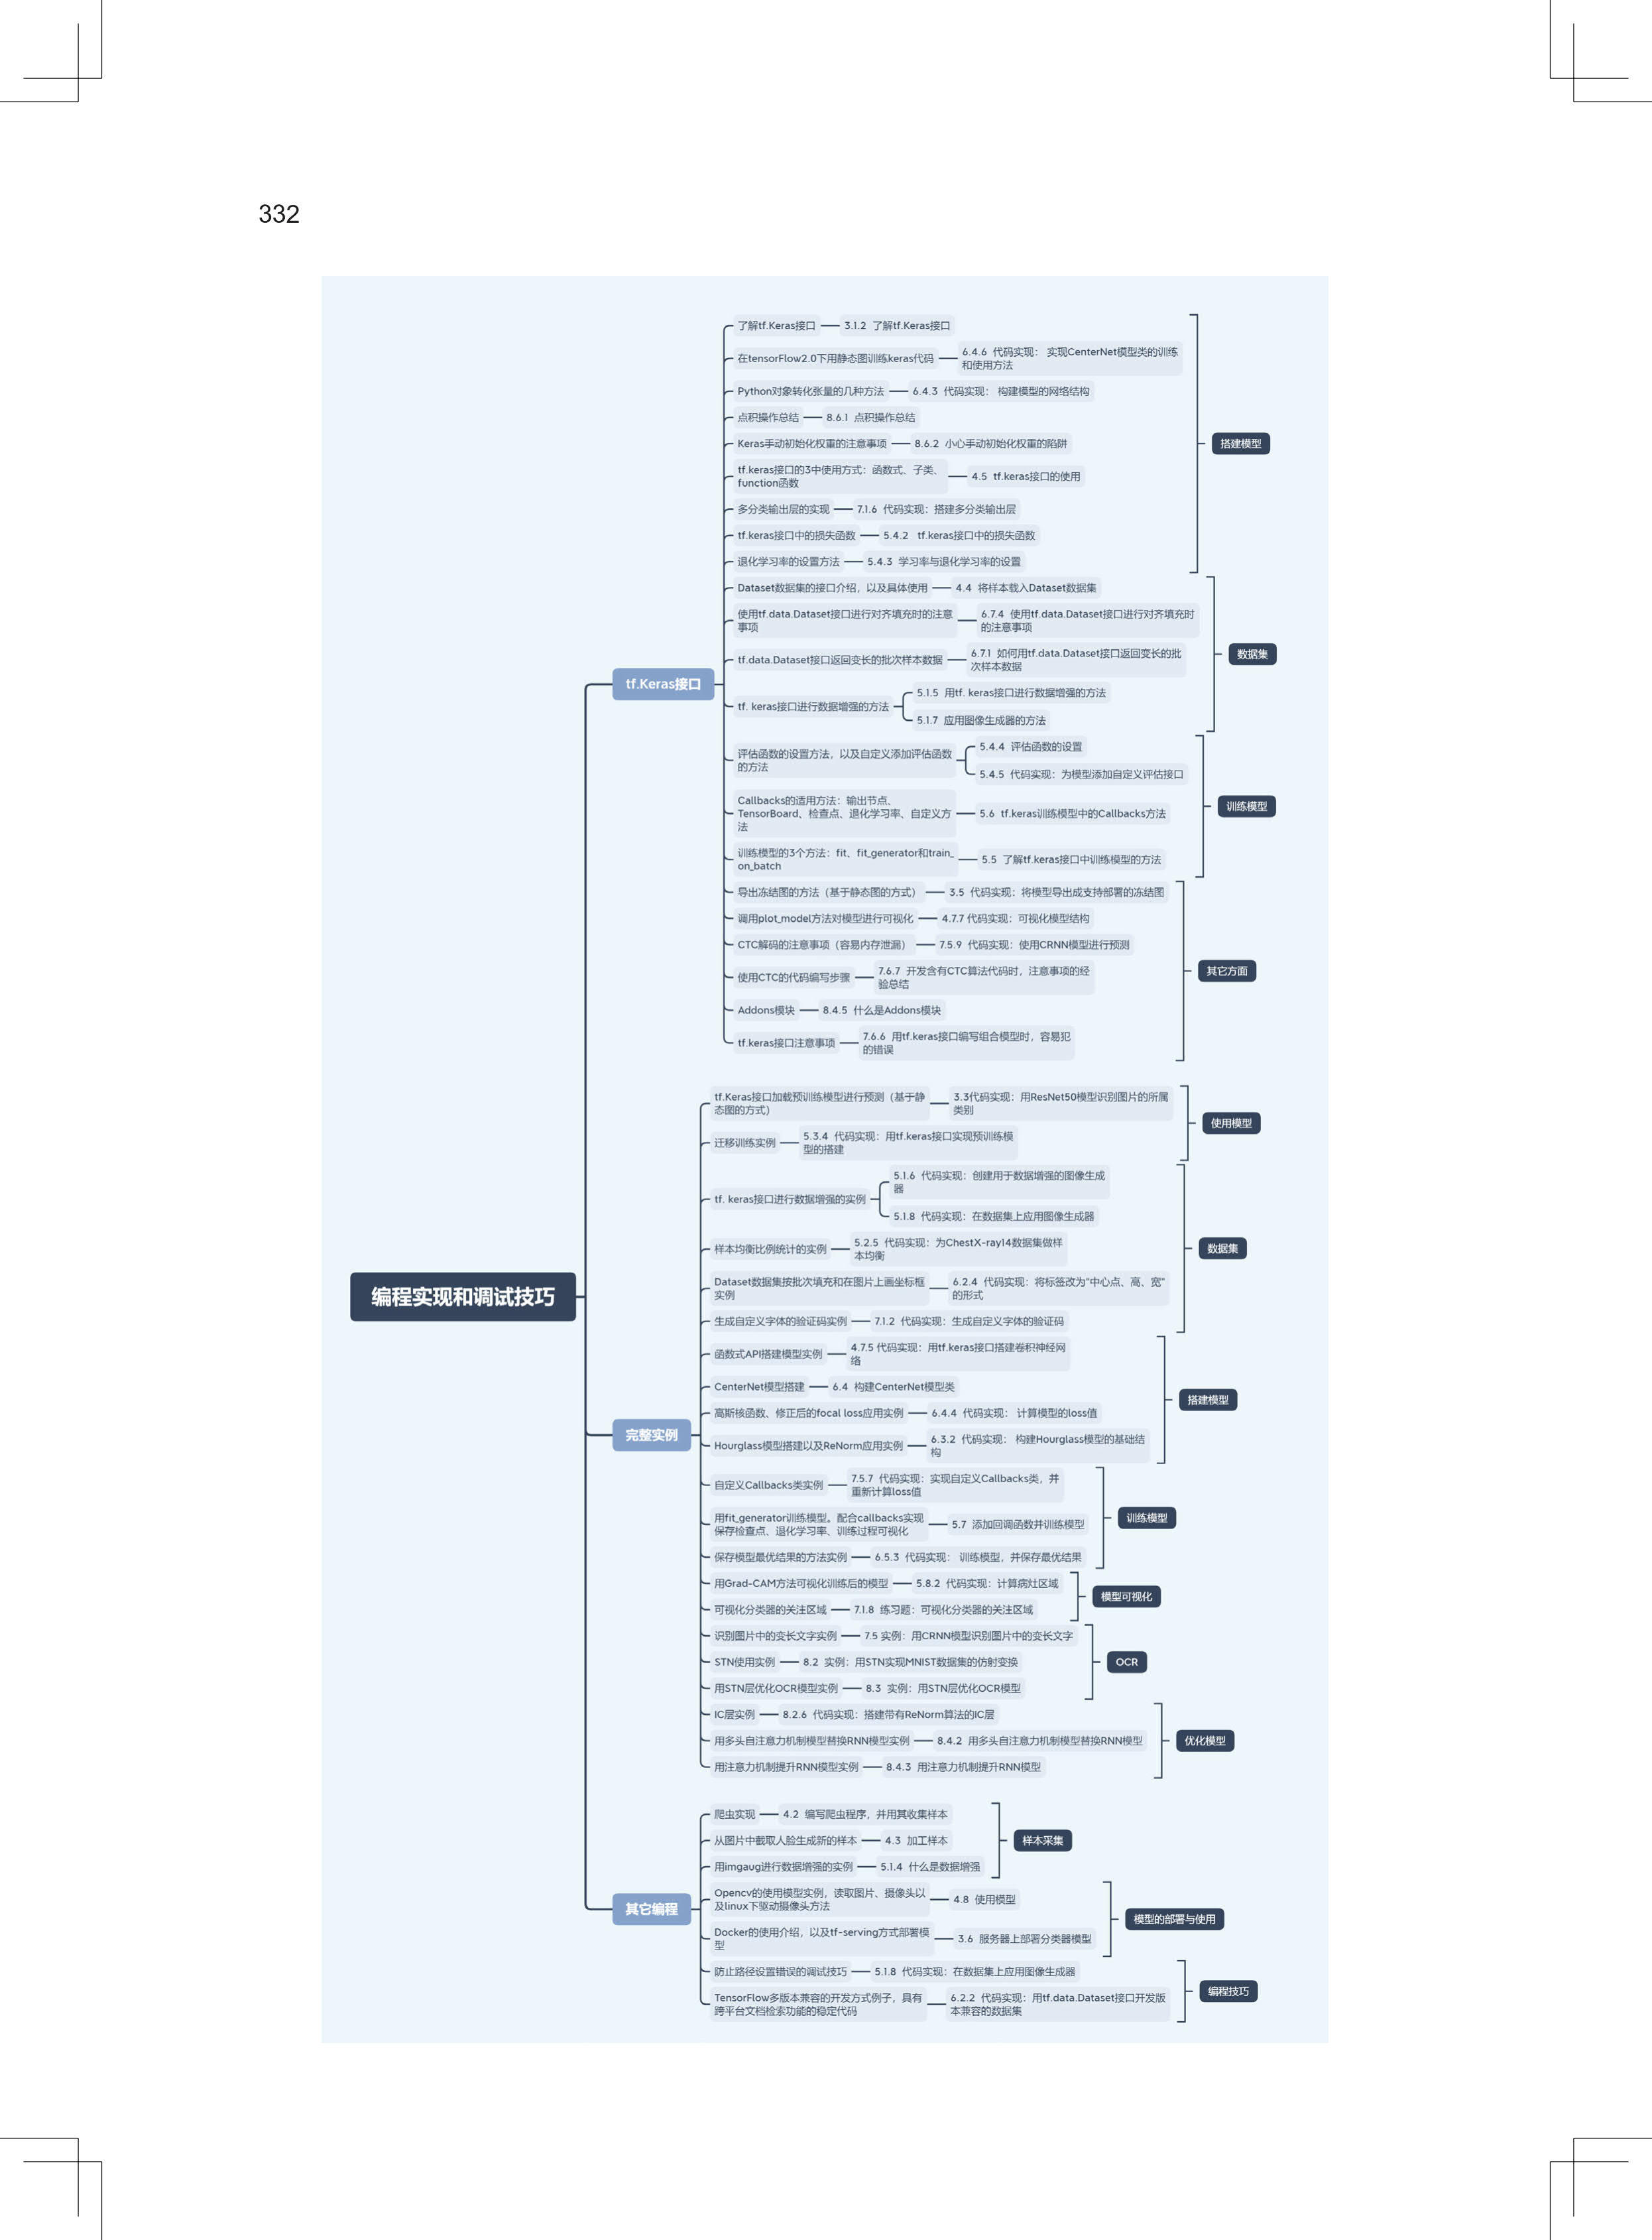 332
了解tf.Keras接口
3.1.2 了解tf.Keras接口
在tensorFlow2.0下用静态图训练keras代码
6.4.6 代码实现： 实现CenterNet模型类的训练
和使用方法
Python对象转化张量的几种方法
6.4.3 代码实现： 构建模型的网络结构
点积操作总结
8.6.1 点积操作总结
搭建模型
Keras手动初始化权重的注意事项
8.6.2 小心手动初始化权重的陷阱
tf.keras接口的3中使用方式：函数式、子类、
function函数
4.5 tf.keras接口的使用
多分类输出层的实现
7.1.6 代码实现：搭建多分类输出层
tf.keras接口中的损失函数
5.4.2 tf.keras接口中的损失函数
退化学习率的设置方法
5.4.3 学习率与退化学习率的设置
Dataset数据集的接口介绍，以及具体使用
4.4 将样本载入Dataset数据集
使用tf.data.Dataset接口进行对齐填充时的注意
事项
6.7.4 使用tf.data.Dataset接口进行对齐填充时
的注意事项
数据集
tf.data.Dataset接口返回变长的批次样本数据
6.7.1 如何用tf.data.Dataset接口返回变长的批
次样本数据
tf.Keras接口
tf. keras接口进行数据增强的方法
5.1.5 用tf. keras接口进行数据增强的方法
5.1.7 应用图像生成器的方法
评估函数的设置方法，以及自定义添加评估函数
的方法
5.4.4 评估函数的设置
5.4.5 代码实现：为模型添加自定义评估接口
Callbacks的适用方法：输出节点、
TensorBoard、检查点、退化学习率、自定义方
法
5.6 tf.keras训练模型中的Callbacks方法
训练模型
训练模型的3个方法：fit、fit_generator和train_
on_batch
5.5 了解tf.keras接口中训练模型的方法
导出冻结图的方法（基于静态图的方式）
3.5 代码实现：将模型导出成支持部署的冻结图
调用plot_model方法对模型进行可视化
4.7.7 代码实现：可视化模型结构
CTC解码的注意事项（容易内存泄漏）
7.5.9 代码实现：使用CRNN模型进行预测
其它方面
使用CTC的代码编写步骤
7.6.7 开发含有CTC算法代码时，注意事项的经
验总结
Addons模块
8.4.5 什么是Addons模块
tf.keras接口注意事项
7.6.6 用tf.keras接口编写组合模型时，容易犯
的错误
tf.Keras接口加载预训练模型进行预测（基于静
态图的方式）
3.3代码实现：用ResNet50模型识别图片的所属
类别
使用模型
迁移训练实例
5.3.4 代码实现：用tf.keras接口实现预训练模
型的搭建
tf. keras接口进行数据增强的实例
5.1.6 代码实现：创建用于数据增强的图像生成
器
5.1.8 代码实现：在数据集上应用图像生成器
样本均衡比例统计的实例
5.2.5 代码实现：为ChestX-ray14数据集做样
本均衡
数据集
Dataset数据集按批次填充和在图片上画坐标框
实例
6.2.4 代码实现：将标签改为“中心点、高、宽”
的形式
编程实现和调试技巧
生成自定义字体的验证码实例
7.1.2 代码实现：生成自定义字体的验证码
函数式API搭建模型实例
4.7.5 代码实现：用tf.keras接口搭建卷积神经网
络
CenterNet模型搭建
6.4 构建CenterNet模型类
搭建模型
高斯核函数、修正后的focal loss应用实例
6.4.4 代码实现： 计算模型的loss值
完整实例
Hourglass模型搭建以及ReNorm应用实例
6.3.2 代码实现： 构建Hourglass模型的基础结
构
自定义Callbacks类实例
7.5.7 代码实现：实现自定义Callbacks类，并
重新计算loss值
用fit_generator训练模型。配合callbacks实现
保存检查点、退化学习率、训练过程可视化
5.7 添加回调函数并训练模型
训练模型
保存模型最优结果的方法实例
6.5.3 代码实现： 训练模型，并保存最优结果
用Grad-CAM方法可视化训练后的模型
5.8.2 代码实现：计算病灶区域
模型可视化
可视化分类器的关注区域
7.1.8 练习题：可视化分类器的关注区域
识别图片中的变长文字实例
7.5 实例：用CRNN模型识别图片中的变长文字
STN使用实例
8.2 实例：用STN实现MNIST数据集的仿射变换
OCR
用STN层优化OCR模型实例
8.3 实例：用STN层优化OCR模型
IC层实例
8.2.6 代码实现：搭建带有ReNorm算法的IC层
用多头自注意力机制模型替换RNN模型实例
8.4.2 用多头自注意力机制模型替换RNN模型
优化模型
用注意力机制提升RNN模型实例
8.4.3 用注意力机制提升RNN模型
爬虫实现
4.2 编写爬虫程序，并用其收集样本
从图片中截取人脸生成新的样本
4.3 加工样本
样本采集
用imgaug进行数据增强的实例
5.1.4 什么是数据增强
Opencv的使用模型实例，读取图片、摄像头以
及linux下驱动摄像头方法
4.8 使用模型
其它编程
模型的部署与使用
Docker的使用介绍，以及tf-serving方式部署模
型
3.6 服务器上部署分类器模型
防止路径设置错误的调试技巧
5.1.8 代码实现：在数据集上应用图像生成器
编程技巧
TensorFlow多版本兼容的开发方式例子，具有
跨平台文档检索功能的稳定代码
6.2.2 代码实现：用tf.data.Dataset接口开发版
本兼容的数据集